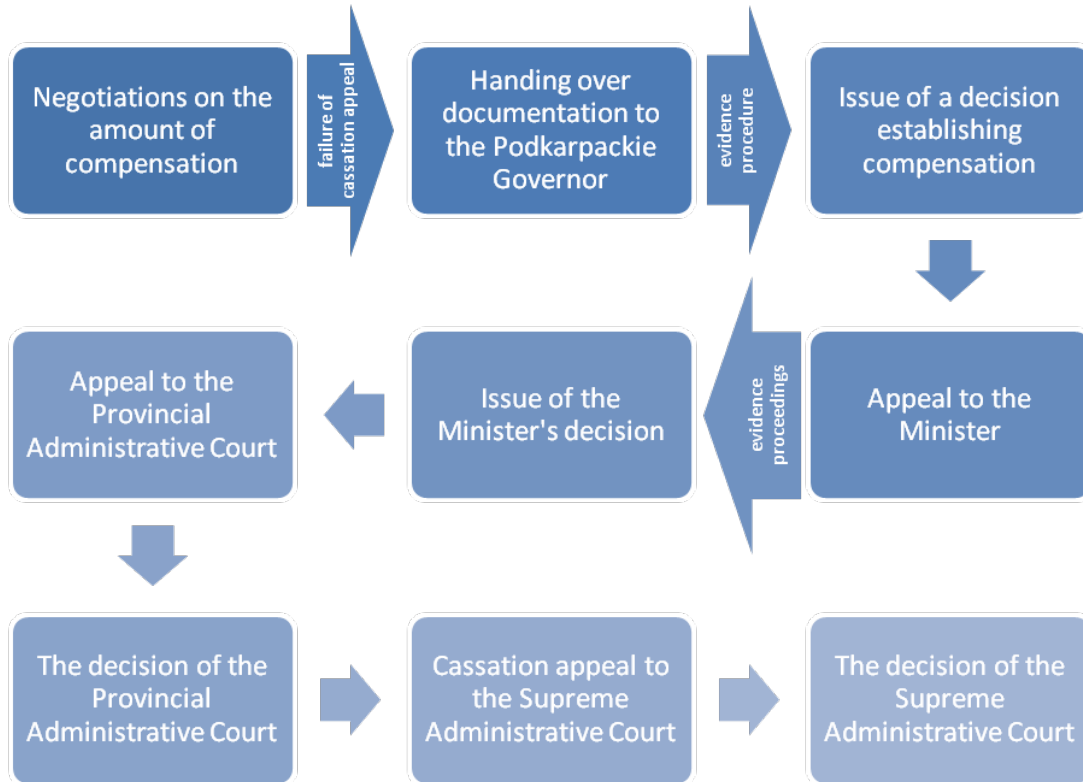 Negotiations on the
amount of
compensation
failure of
cassation appeal
Handing over
documentation to
the Podkarpackie
Governor
evidence
procedure
Issue of a decision
establishing
compensation
Appeal to the
Minister
evidence
proceedings
Issue of the
Minister's decision
Appeal to the
Provincial
Administrative Court
The decision of the
Provincial
Administrative Court
Cassation appeal to
the Supreme
Administrative Court
The decision of the
Supreme
Administrative Court